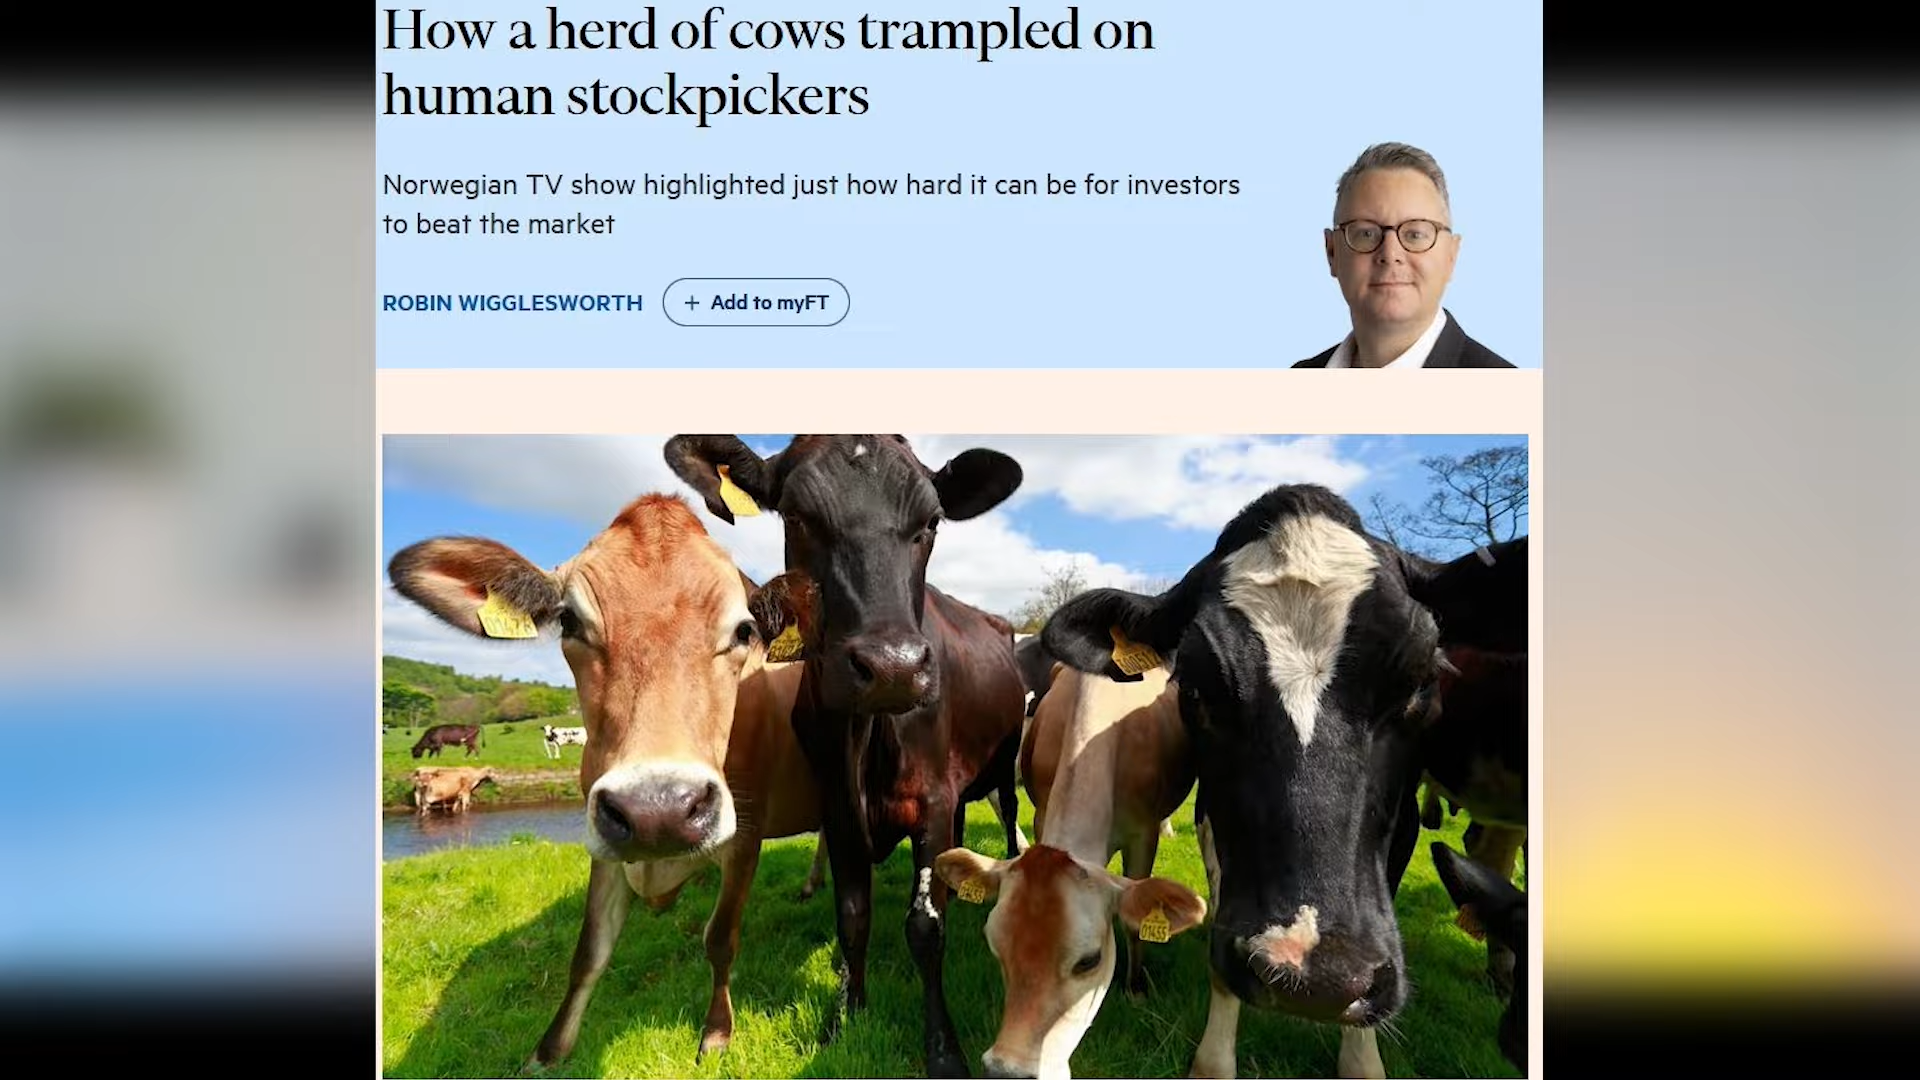 How a herd of cows trampled on
human stockpickers
Norwegian TV show highlighted just how hard it can be for investors
to beat the market
ROBIN WIGGLESWORTH
+ Add to myFT
01455